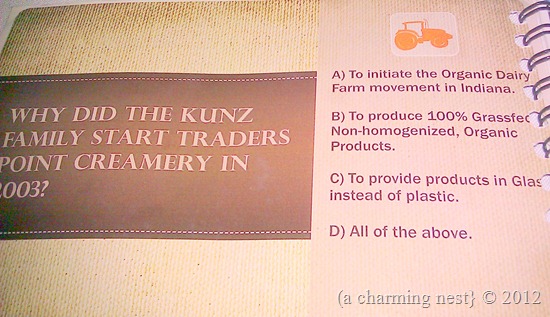 WHY DID THE KUNZ
FAMILY START TRADERS
POINT CREAMERY IN
2003?
A) To initiate the Organic Dairy
Farm movement in Indiana.
B) To produce 100% Grassfed
Non-homogenized, Organic
Products.
C) To provide products in Glas
instead of plastic.
D) All of the above.
{a charming nest} © 2012